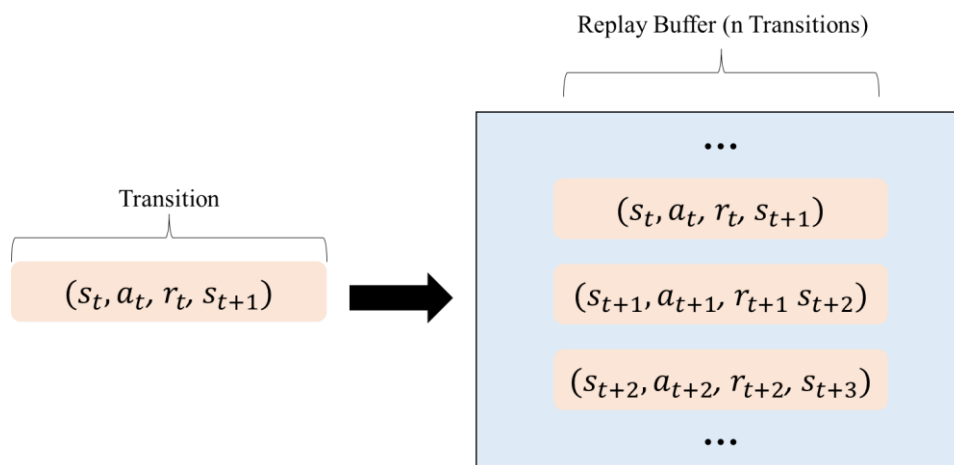 Replay Buffer (n Transitions)
...
Transition
(s_t, a_t, r_t, s_{t+1})
(s_t, a_t, r_t, s_{t+1})
(s_{t+1}, a_{t+1}, r_{t+1} s_{t+2})
(s_{t+2}, a_{t+2}, r_{t+2}, s_{t+3})
...